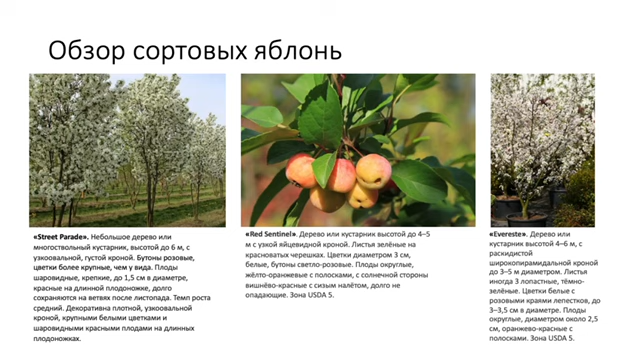 Обзор сортовых яблонь
«Street Parade». Небольшое дерево или
многоствольный кустарник, высотой до 6 м, с
узкоовальной, густой кроной. Бутоны розовые,
цветки более крупные, чем у вида. Плоды
шаровидные, крепкие, до 1,5 см в диаметре,
красные на длинной плодоножке, долго
сохраняются на ветвях после листопада. Темп роста
средний. Декоративна плотной, узкоовальной
кроной, крупными белыми цветками и
шаровидными красными плодами на длинных
плодоножках.
«Red Sentinel». Дерево или кустарник высотой до 4–5
м с узкой яйцевидной кроной. Листья зелёные на
красноватых черешках. Цветки диаметром 3 см,
белые, бутоны светло-розовые. Плоды округлые,
жёлто-оранжевые с полосками, с солнечной стороны
вишнёво-красные с сизым налётом, долго не
опадающие. Зона USDA 5.
«Evereste». Дерево или
кустарник высотой 4–6 м, с
раскидистой
широкопирамидальной кроной
до 3–5 м диаметром. Листья
иногда 3 лопастные, тёмно-
зелёные. Цветки белые с
розовыми краями лепестков, до
3–3,5 см в диаметре. Плоды
округлые, диаметром около 2,5
см, оранжево-красные с
полосками. Зона USDA 5.